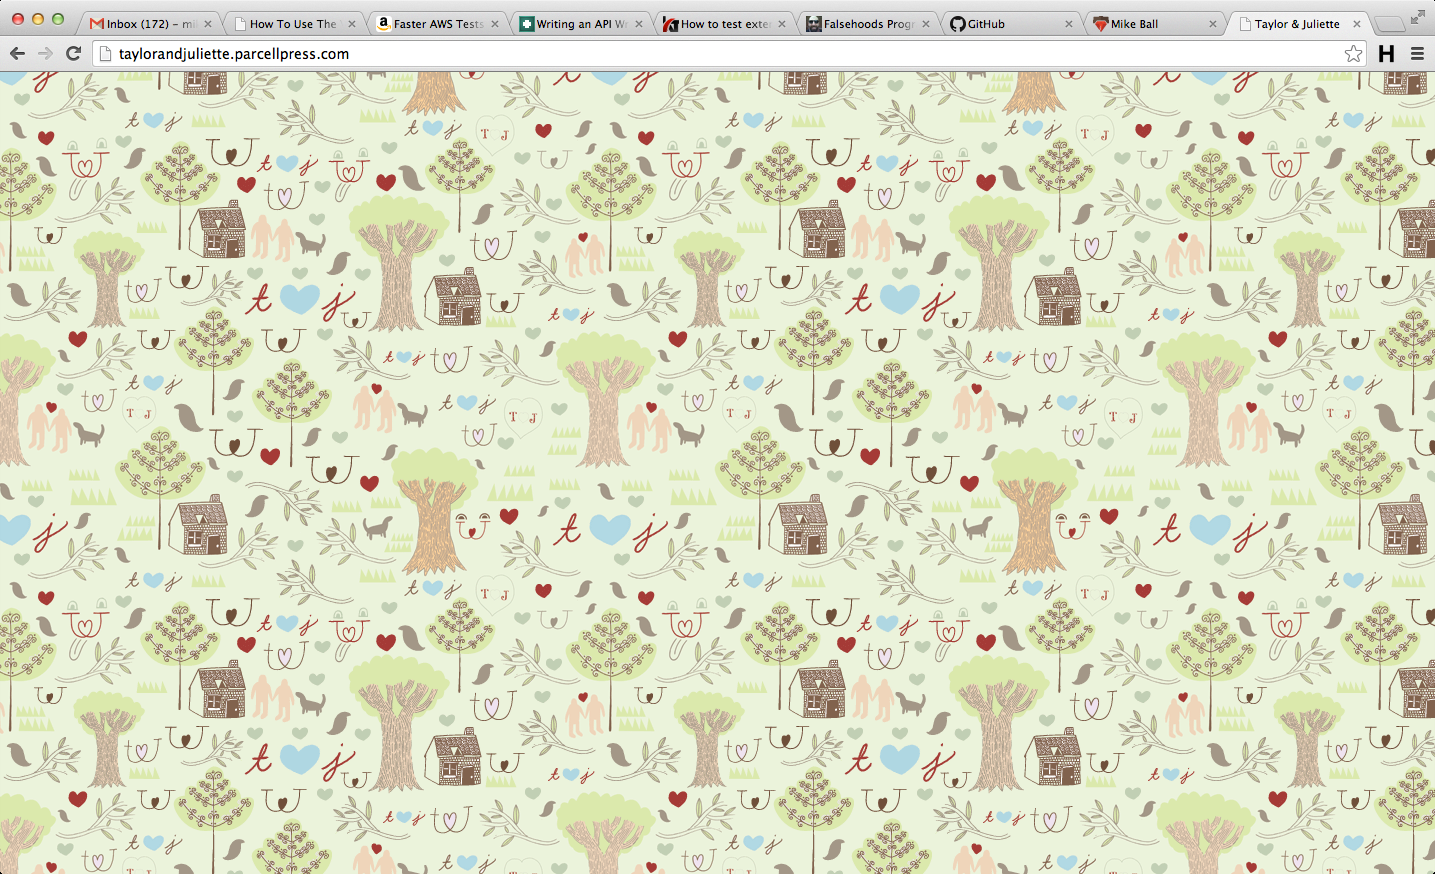 Inbox (172) – mi
How To Use The
Faster AWS Tests,
Writing an API Wr
How to test exter
Falsehoods Progr
GitHub
Mike Ball
Taylor & Juliette
taylorandjuliette.parcellpress.com
H
t j
T J
t j
t j
t j
t j
T J
t j
t j
t j
T J
t j
t j
t j